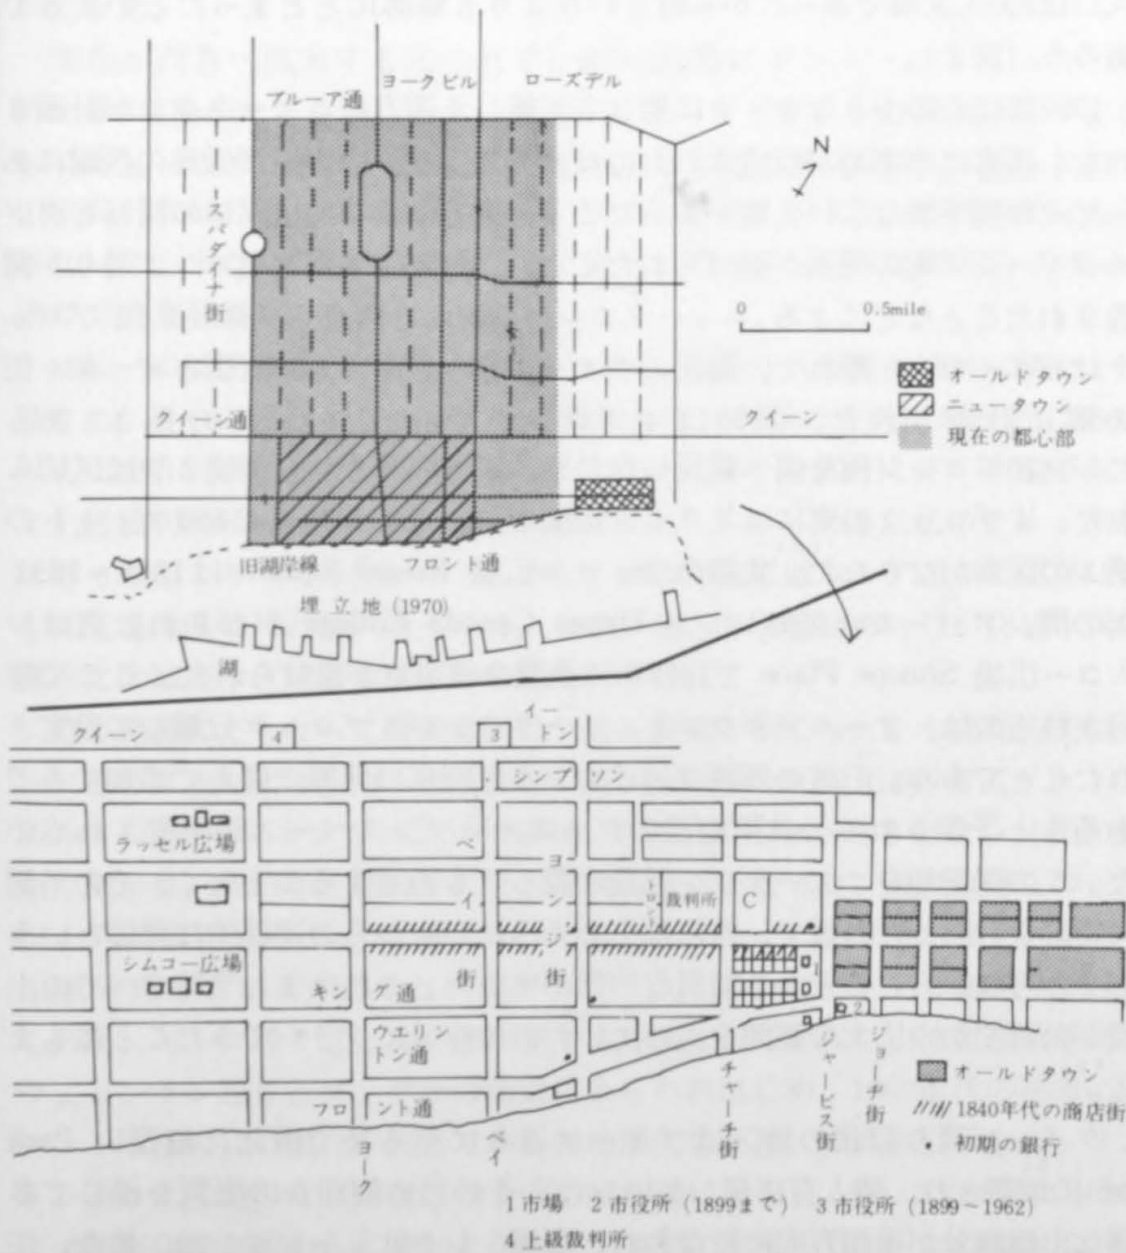 ヨークビル
ローズデル
ブルーア通
N
スパダイナ街
0 0.5mile
オールドタウン
ニュータウン
現在の都心部
クイーン通
クイーン
旧湖岸線
フロント通
埋立地 (1970)
湖
クイーン
4
3
イートン
シンプソン
ラッセル広場
ベイ街
ヨンジ街
トロント
裁判所
C
シムコー広場
キング通
1
ウエリントン通
2
チャーチ街
ジャービス街
ジョージ街
フロント通
ヨーク
ベイ
オールドタウン
1840年代の商店街
初期の銀行
1 市場 2 市役所 (1899まで) 3 市役所 (1899~1962)
4 上級裁判所